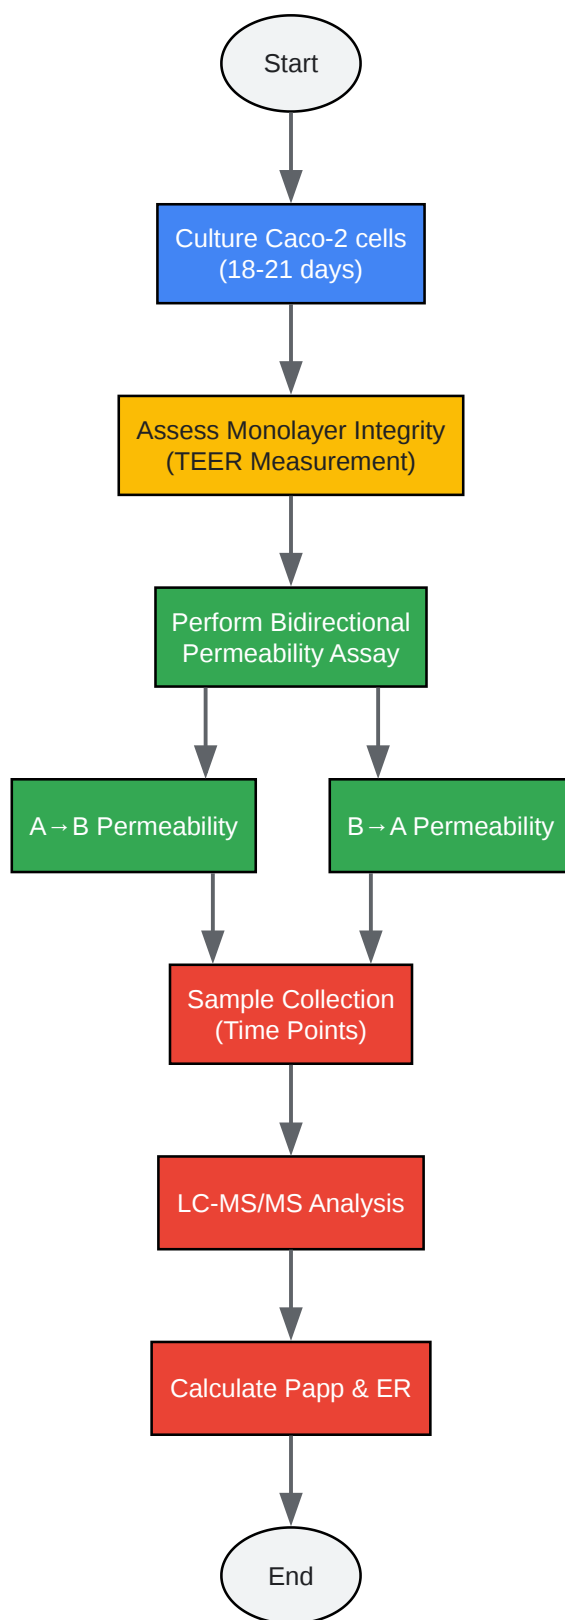 Start
Culture Caco-2 cells
(18-21 days)
Assess Monolayer Integrity
(TEER Measurement)
Perform Bidirectional
Permeability Assay
A→B Permeability
B→A Permeability
Sample Collection
(Time Points)
LC-MS/MS Analysis
Calculate Papp & ER
End